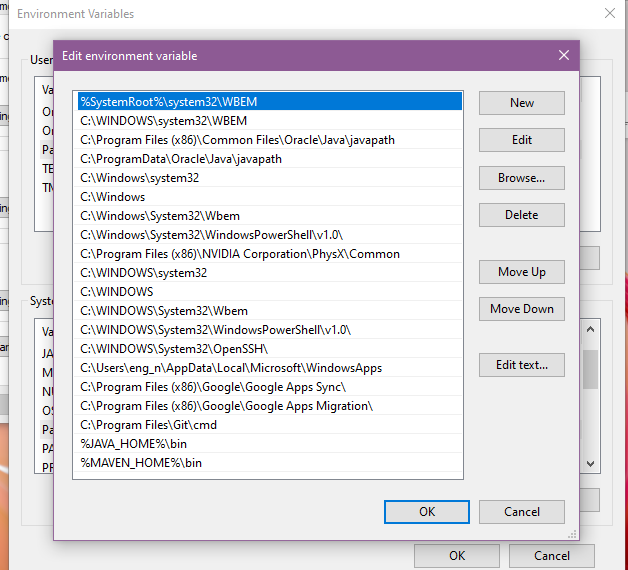 Environment Variables
User
Edit environment variable
Va
Or
Or
Pa
TE
TM
%SystemRoot%\system32\WBEM
C:\WINDOWS\system32\WBEM
C:\Program Files (x86)\Common Files\Oracle\Java\javapath
C:\ProgramData\Oracle\Java\javapath
C:\Windows\system32
C:\Windows
C:\Windows\System32\Wbem
C:\Windows\System32\WindowsPowerShell\v1.0\
C:\Program Files (x86)\NVIDIA Corporation\PhysX\Common
C:\WINDOWS\system32
C:\WINDOWS
C:\WINDOWS\System32\Wbem
C:\WINDOWS\System32\WindowsPowerShell\v1.0\
C:\WINDOWS\System32\OpenSSH\
C:\Users\eng_n\AppData\Local\Microsoft\WindowsApps
C:\Program Files (x86)\Google\Google Apps Sync\
C:\Program Files (x86)\Google\Google Apps Migration\
C:\Program Files\Git\cmd
%JAVA_HOME%\bin
%MAVEN_HOME%\bin
New
Edit
Browse...
Delete
Move Up
Move Down
Edit text...
Syste
Va
JA
M
NU
OS
Pa
PA
PR
OK
Cancel
OK
Cancel